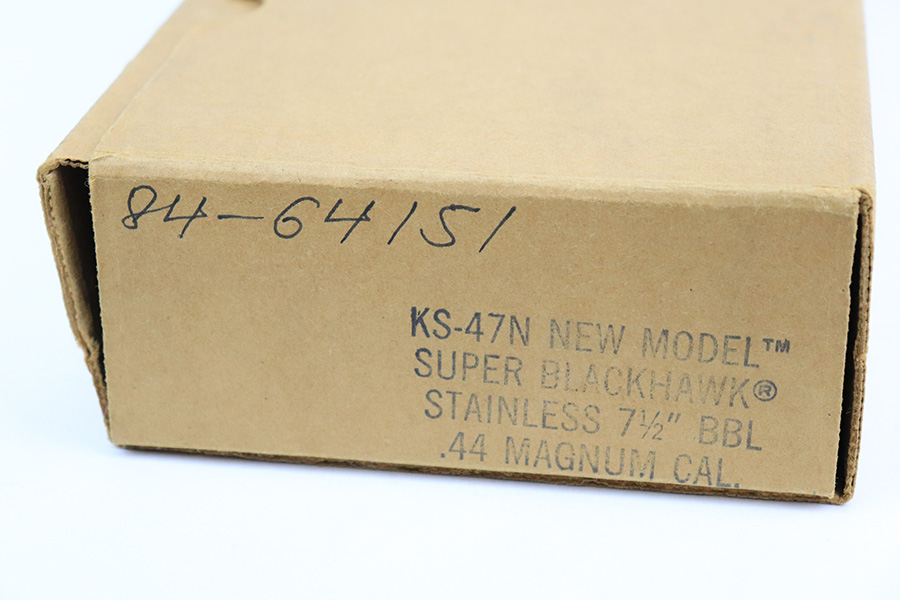 84-64151
KS-47N NEW MODEL™
SUPER BLACKHAWK®
STAINLESS 7½" BBL
.44 MAGNUM CAL.